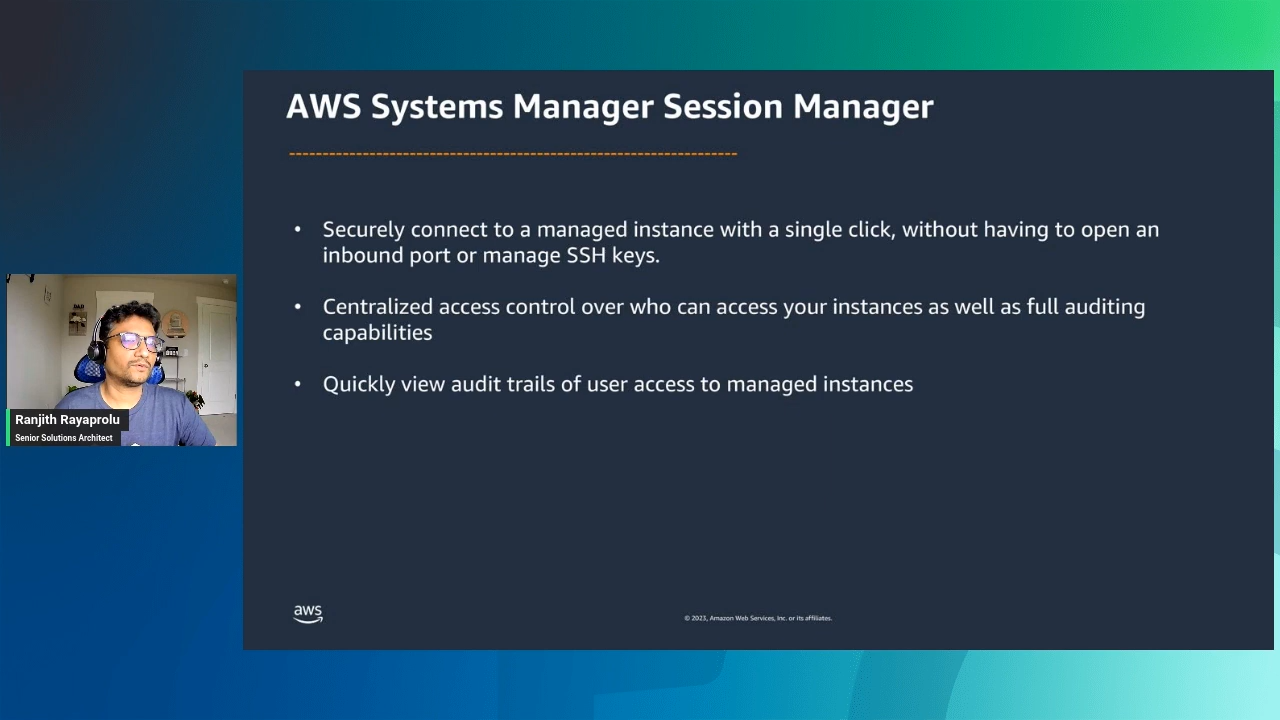 AWS Systems Manager Session Manager
• Securely connect to a managed instance with a single click, without having to open an
inbound port or manage SSH keys.
• Centralized access control over who can access your instances as well as full auditing
capabilities
• Quickly view audit trails of user access to managed instances
Ranjith Rayaprolu
Senior Solutions Architect
aws
© 2023, Amazon Web Services, Inc. or its affiliates.